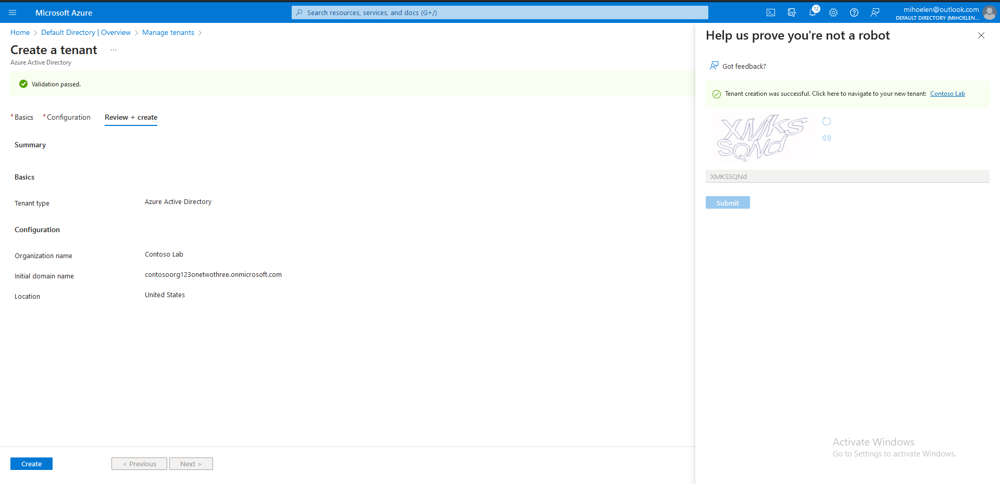 Microsoft Azure
Search resources, services, and docs (G+/)
12
mihoelen@outlook.com
DEFAULT DIRECTORY (MIHOELEN...
Home > Default Directory | Overview > Manage tenants >
Create a tenant ...
Azure Active Directory
Validation passed.
* Basics * Configuration Review + create
Summary
Basics
Tenant type Azure Active Directory
Configuration
Organization name Contoso Lab
Initial domain name contosoorg123onetwothree.onmicrosoft.com
Location United States
Create < Previous Next >
Help us prove you're not a robot
Got feedback?
Tenant creation was successful. Click here to navigate to your new tenant: Contoso Lab
XMKS
SQNd
XMKSSQNd
Submit
Activate Windows
Go to Settings to activate Windows.